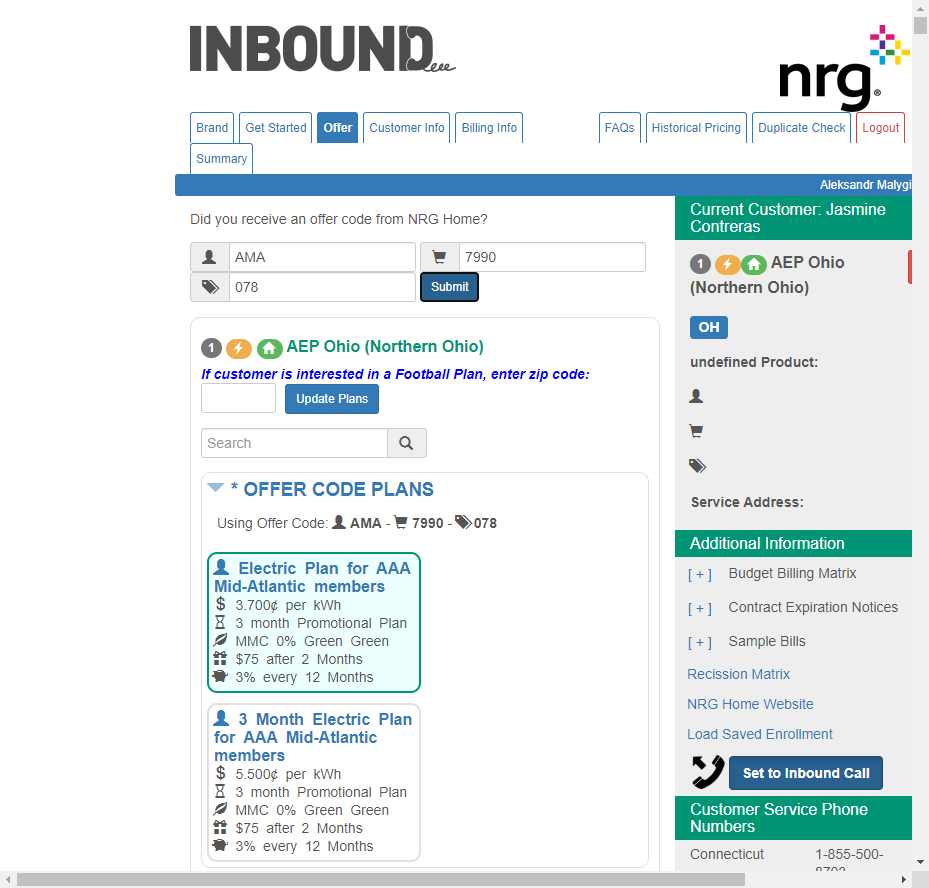 INBOUND
nrg
Brand
Get Started
Offer
Customer Info
Billing Info
FAQs
Historical Pricing
Duplicate Check
Logout
Summary
Aleksandr Malygi
Did you receive an offer code from NRG Home?
AMA
7990
078
Submit
1 AEP Ohio (Northern Ohio)
If customer is interested in a Football Plan, enter zip code:
Update Plans
Search
* OFFER CODE PLANS
Using Offer Code: AMA - 7990 - 078
Electric Plan for AAA
Mid-Atlantic members
$ 3.700¢ per kWh
3 month Promotional Plan
MMC 0% Green Green
$75 after 2 Months
3% every 12 Months
3 Month Electric Plan
for AAA Mid-Atlantic
members
$ 5.500¢ per kWh
3 month Promotional Plan
MMC 0% Green Green
$75 after 2 Months
3% every 12 Months
Current Customer: Jasmine
Contreras
1 AEP Ohio
(Northern Ohio)
OH
undefined Product:
Service Address:
Additional Information
[ + ] Budget Billing Matrix
[ + ] Contract Expiration Notices
[ + ] Sample Bills
Recission Matrix
NRG Home Website
Load Saved Enrollment
Set to Inbound Call
Customer Service Phone
Numbers
Connecticut 1-855-500-